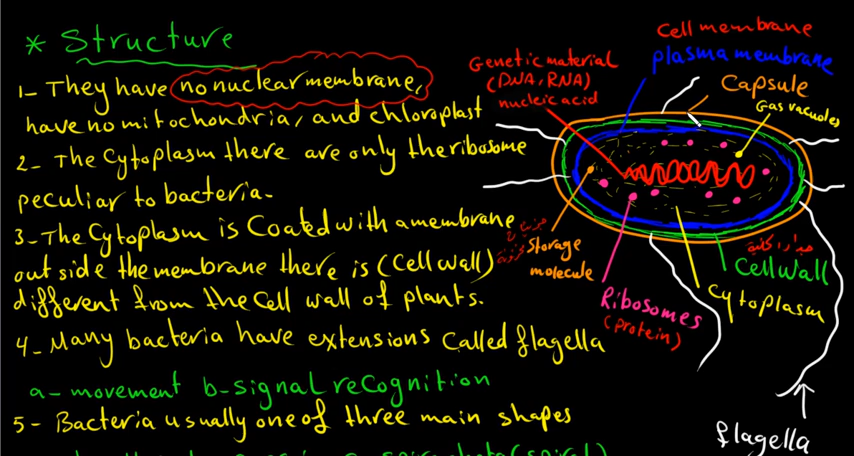 * Structure
1- They have no nuclear membrane,
have no mitochondria, and chloroplast
2- The cytoplasm there are only the ribosome
peculiar to bacteria-
3- The Cytoplasm is Coated with a membrane
out side the membrane there is (Cell wall)
different from the Cell wall of plants.
4- Many bacteria have extensions Called flagella
a- movement b- signal recognition
5- Bacteria usually one of three main shapes
spirochete (spiral)
Cell membrane
plasma membrane
Genetic material
(DNA, RNA)
nucleic acid
Capsule
Gas vacuoles
Storage
molecule
Ribosomes
(protein)
Cell wall
Cytoplasm
flagella